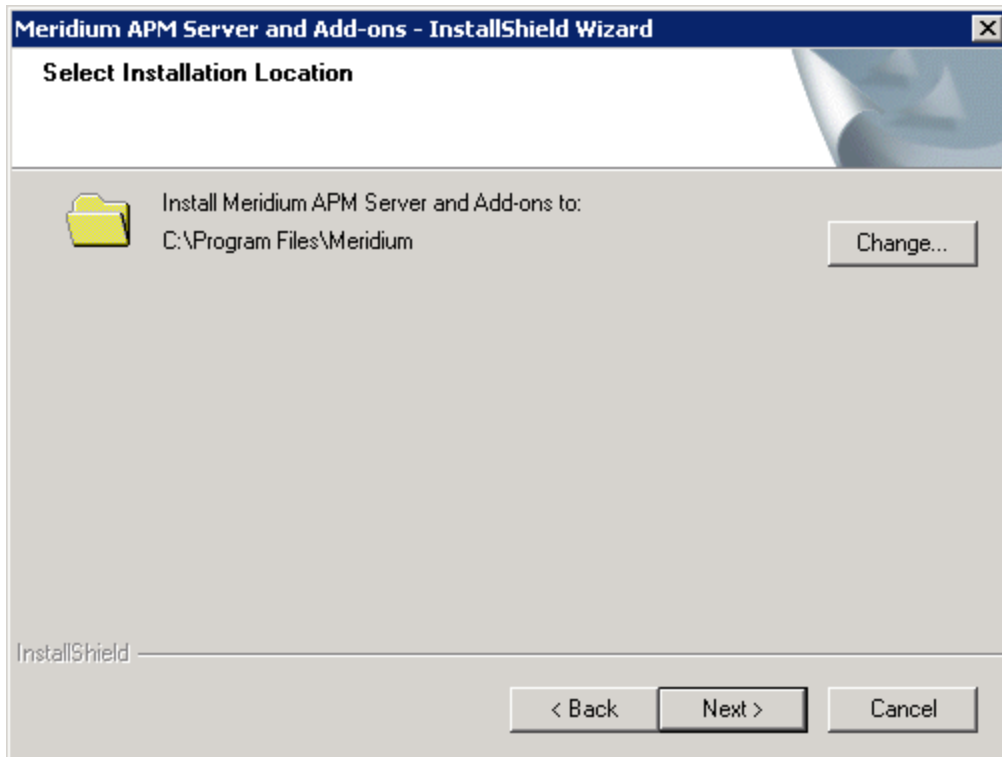 Meridium APM Server and Add-ons - InstallShield Wizard
Select Installation Location
Install Meridium APM Server and Add-ons to:
C:\Program Files\Meridium
Change...
InstallShield
< Back
Next >
Cancel